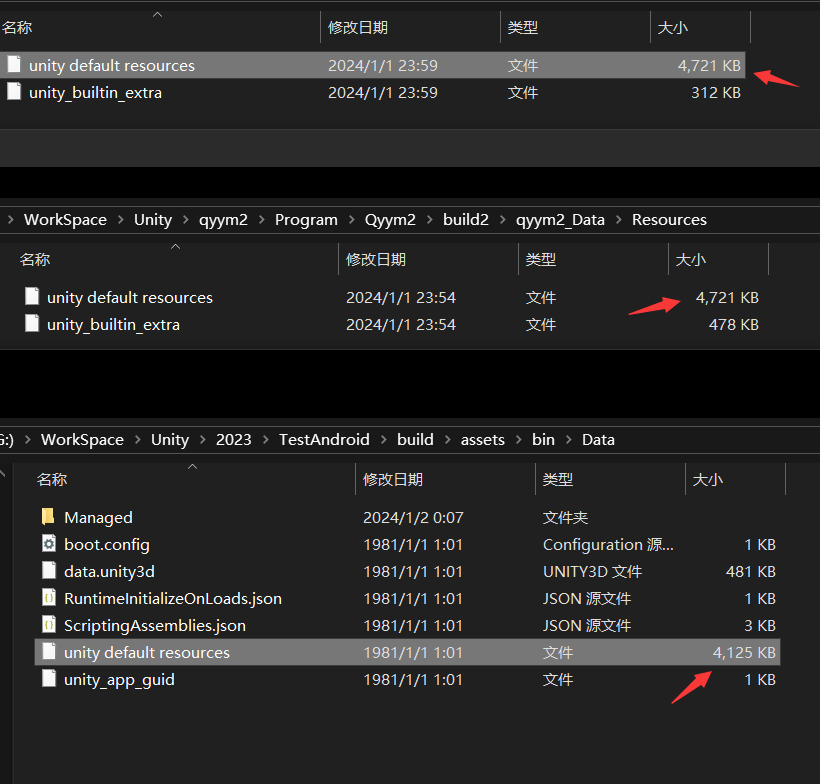 名称 修改日期 类型 大小
unity default resources 2024/1/1 23:59 文件 4,721 KB
unity_builtin_extra 2024/1/1 23:59 文件 312 KB
WorkSpace Unity qyym2 Program Qyym2 build2 qyym2_Data Resources
名称 修改日期 类型 大小
unity default resources 2024/1/1 23:54 文件 4,721 KB
unity_builtin_extra 2024/1/1 23:54 文件 478 KB
G:) WorkSpace Unity 2023 TestAndroid build assets bin Data
名称 修改日期 类型 大小
Managed 2024/1/2 0:07 文件夹
boot.config 1981/1/1 1:01 Configuration 源... 1 KB
data.unity3d 1981/1/1 1:01 UNITY3D 文件 481 KB
RuntimeInitializeOnLoads.json 1981/1/1 1:01 JSON 源文件 1 KB
ScriptingAssemblies.json 1981/1/1 1:01 JSON 源文件 3 KB
unity default resources 1981/1/1 1:01 文件 4,125 KB
unity_app_guid 1981/1/1 1:01 文件 1 KB